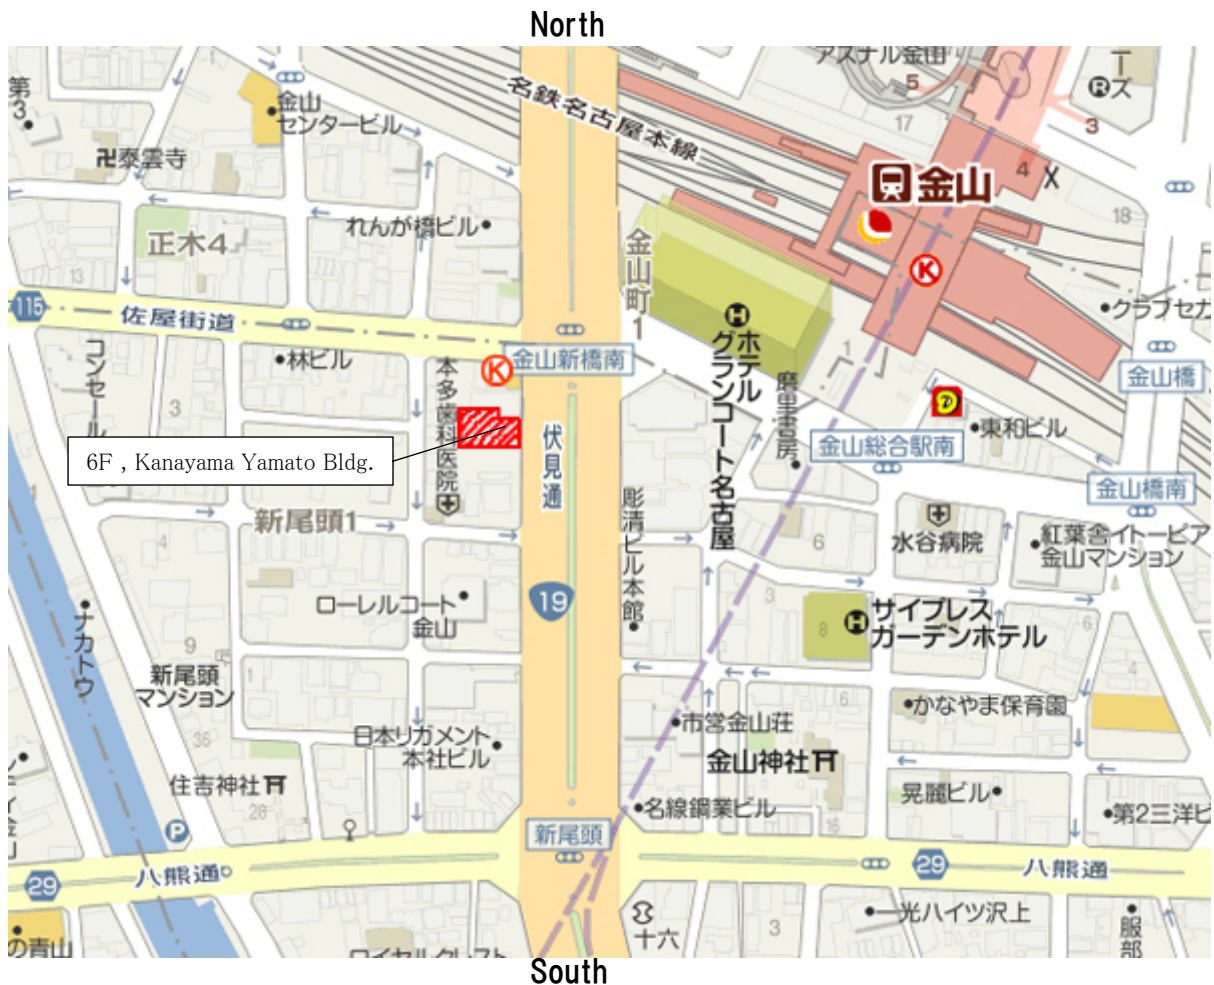 North
アスナル金山
5
ーズ
R
3
17
第
3
金山
センタービル
卍泰雲寺
名鉄名古屋本線
金山
4
18
れんが橋ビル
正木4
13
金山町1
K
115
佐屋街道
クラブセガ
林ビル
コンセール
3
本多歯科医院
K
金山新橋南
H
ホテル
グランコート名古屋
磨里書房
1
金山橋
東和ビル
金山総合駅南
金山橋南
6F , Kanayama Yamato Bldg.
伏見通
新尾頭1
4
彫清ビル本館
6
水谷病院
紅葉舎イトーピア
金山マンション
19
ローレルコート
金山
3
8
H
サイプレス
ガーデンホテル
ナカトウ
9
新尾頭
マンション
1
4
6
かなやま保育園
市営金山荘
36
日本リガメント
本社ビル
金山神社
住吉神社
28
P
名線鋼業ビル
16
晃麗ビル
第2三洋ビ
新尾頭
29
八熊通
29
八熊通
の青山
ロイヤルクレスト
十六
3
一光ハイツ沢上
服部
South